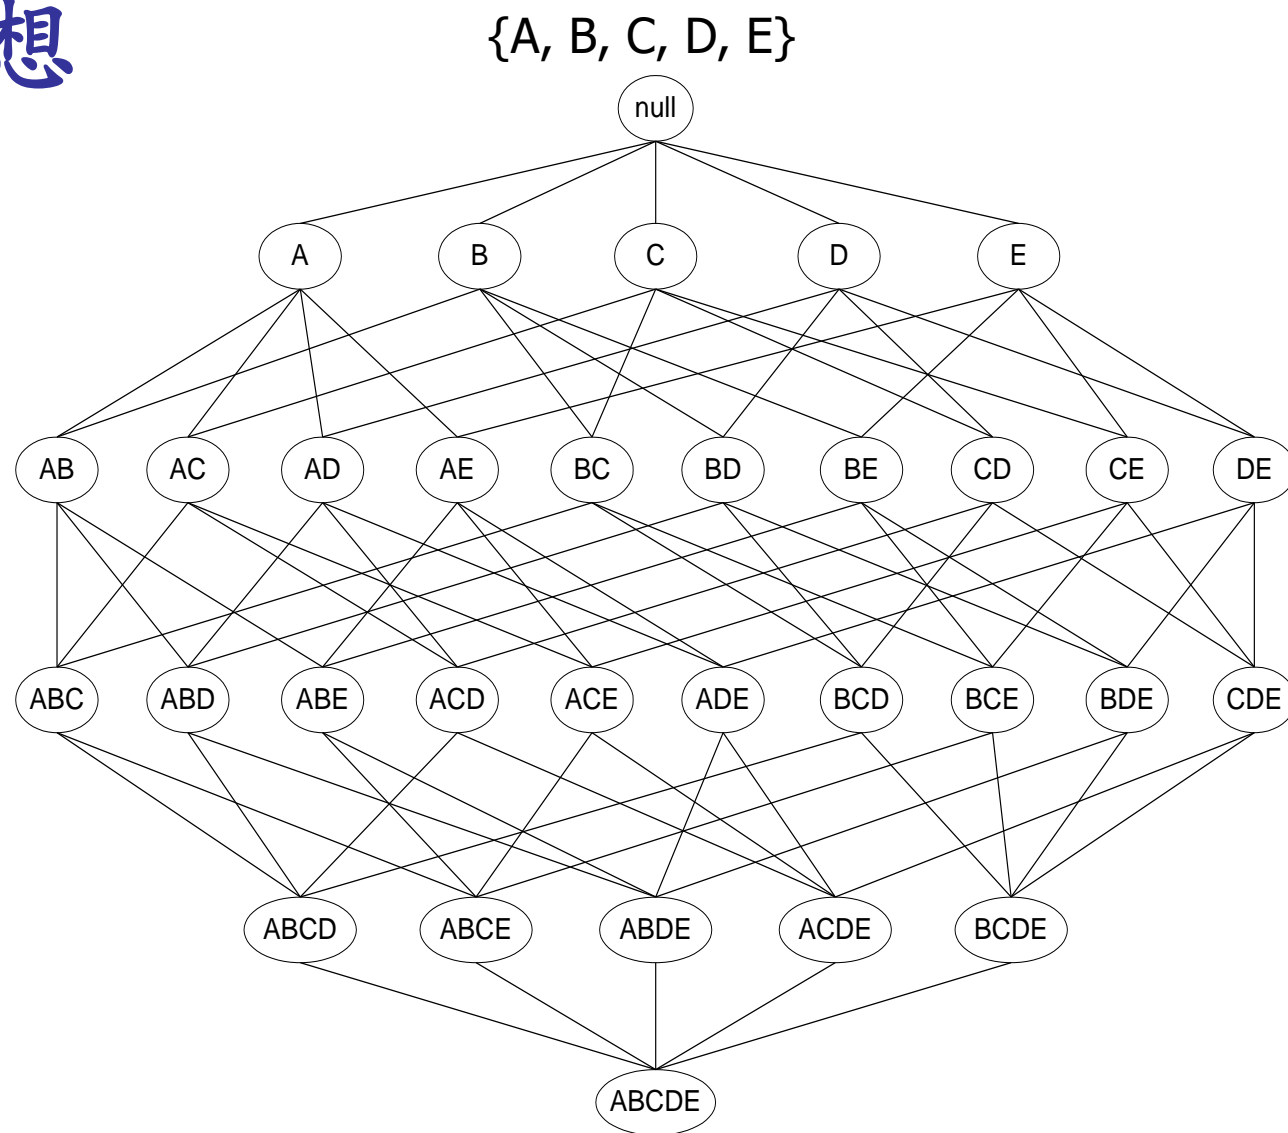 想
{A, B, C, D, E}
null
A B C D E
AB AC AD AE BC BD BE CD CE DE
ABC ABD ABE ACD ACE ADE BCD BCE BDE CDE
ABCD ABCE ABDE ACDE BCDE
ABCDE